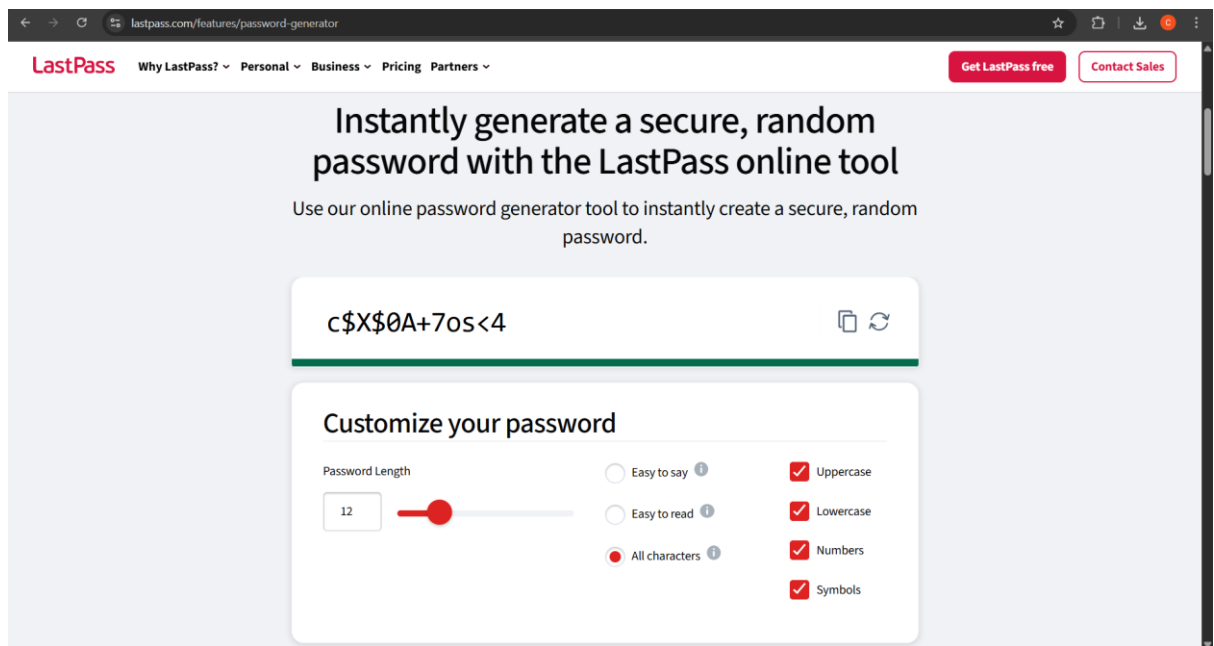 lastpass.com/features/password-generator
C
LastPass
Why LastPass?
Personal
Business
Pricing
Partners
Get LastPass free
Contact Sales
Instantly generate a secure, random
password with the LastPass online tool
Use our online password generator tool to instantly create a secure, random
password.
c$X$0A+7os<4
Customize your password
Password Length
12
Easy to say
Easy to read
All characters
Uppercase
Lowercase
Numbers
Symbols